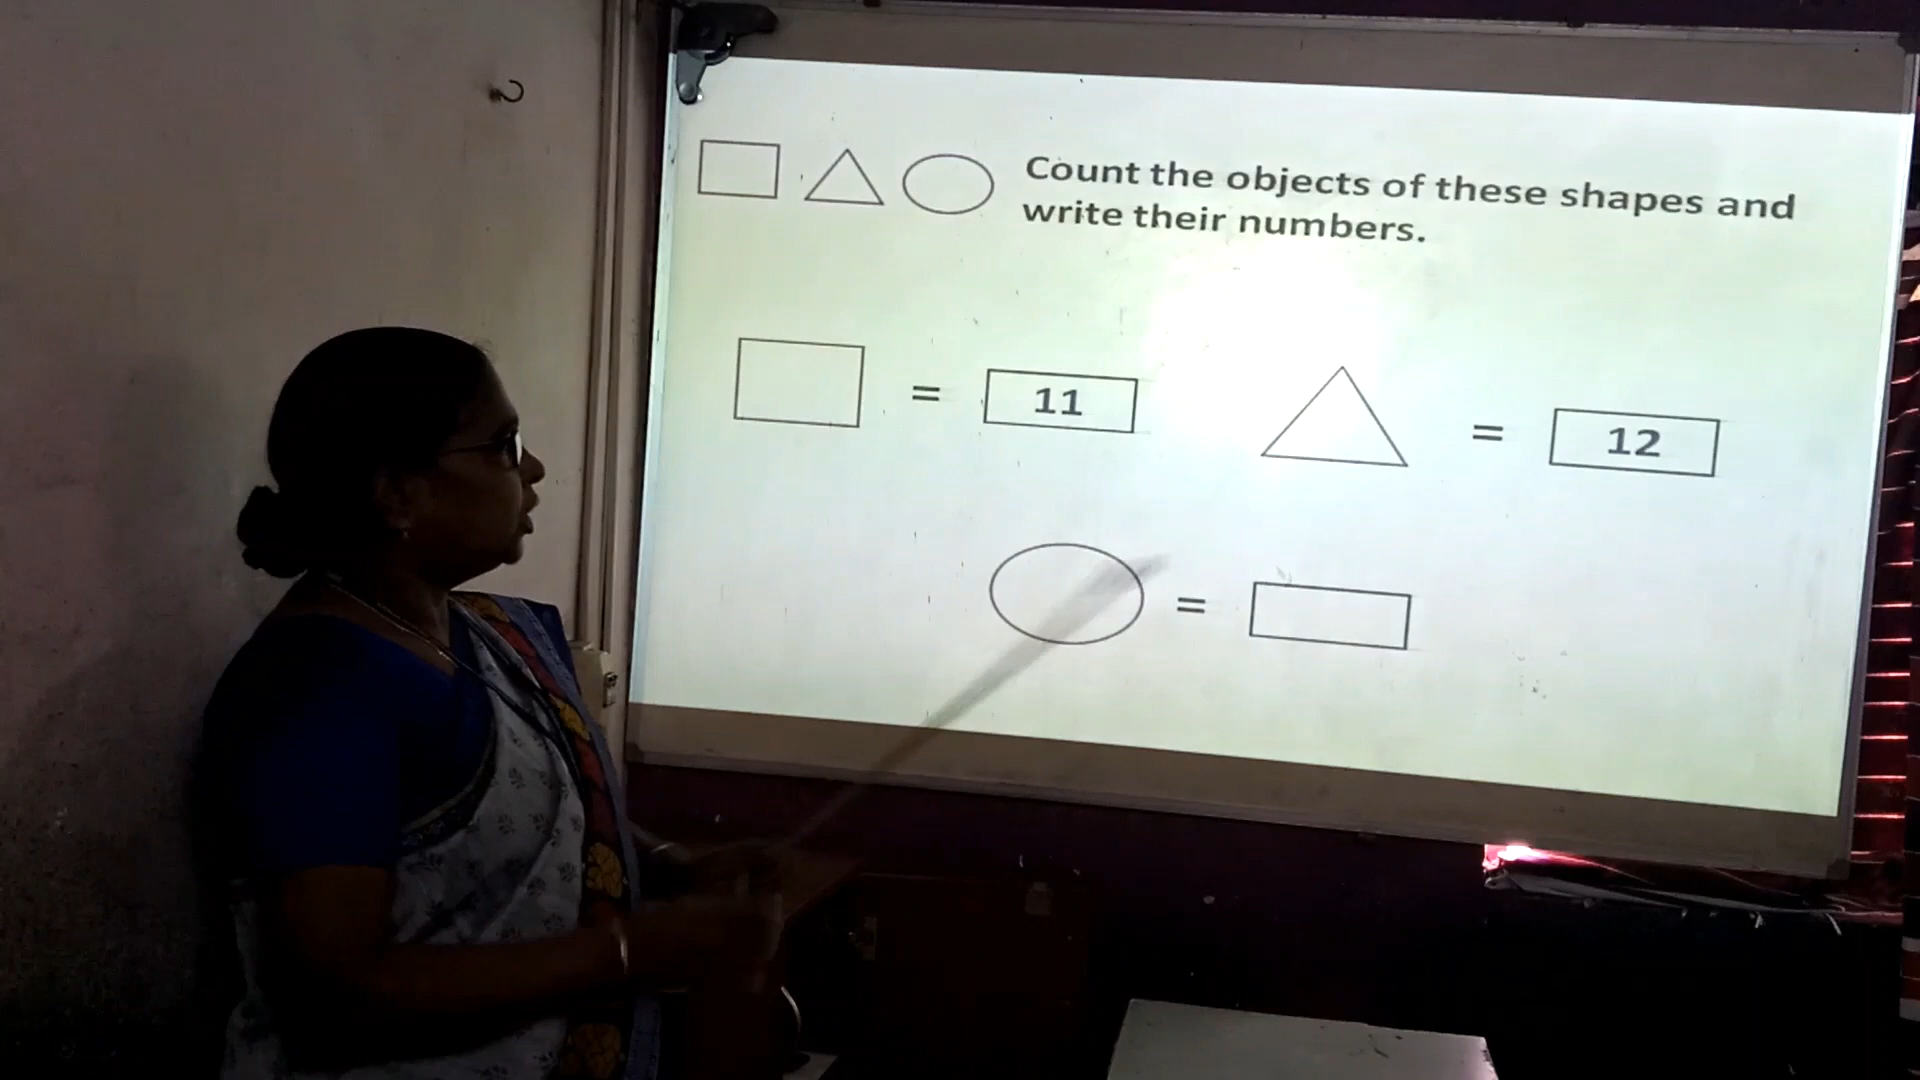 Count the objects of these shapes and
write their numbers.
= 11
= 12
=